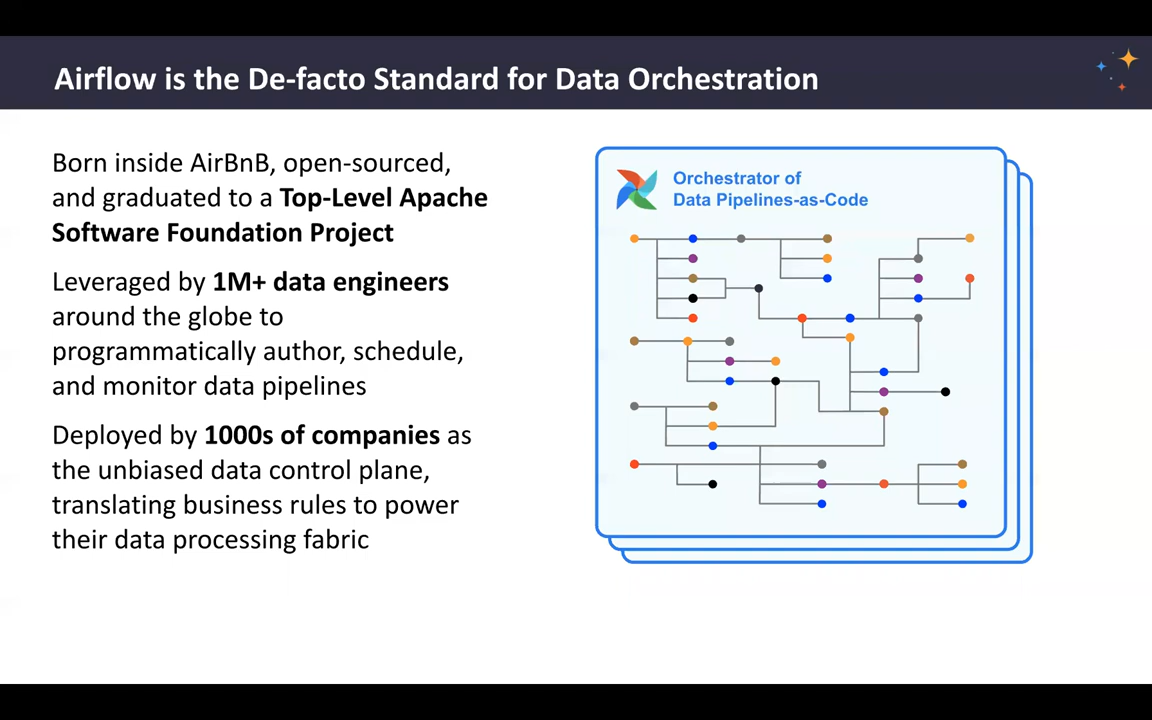 Airflow is the De-facto Standard for Data Orchestration
Born inside AirBnB, open-sourced,
and graduated to a Top-Level Apache
Software Foundation Project
Leveraged by 1M+ data engineers
around the globe to
programmatically author, schedule,
and monitor data pipelines
Deployed by 1000s of companies as
the unbiased data control plane,
translating business rules to power
their data processing fabric
Orchestrator of
Data Pipelines-as-Code